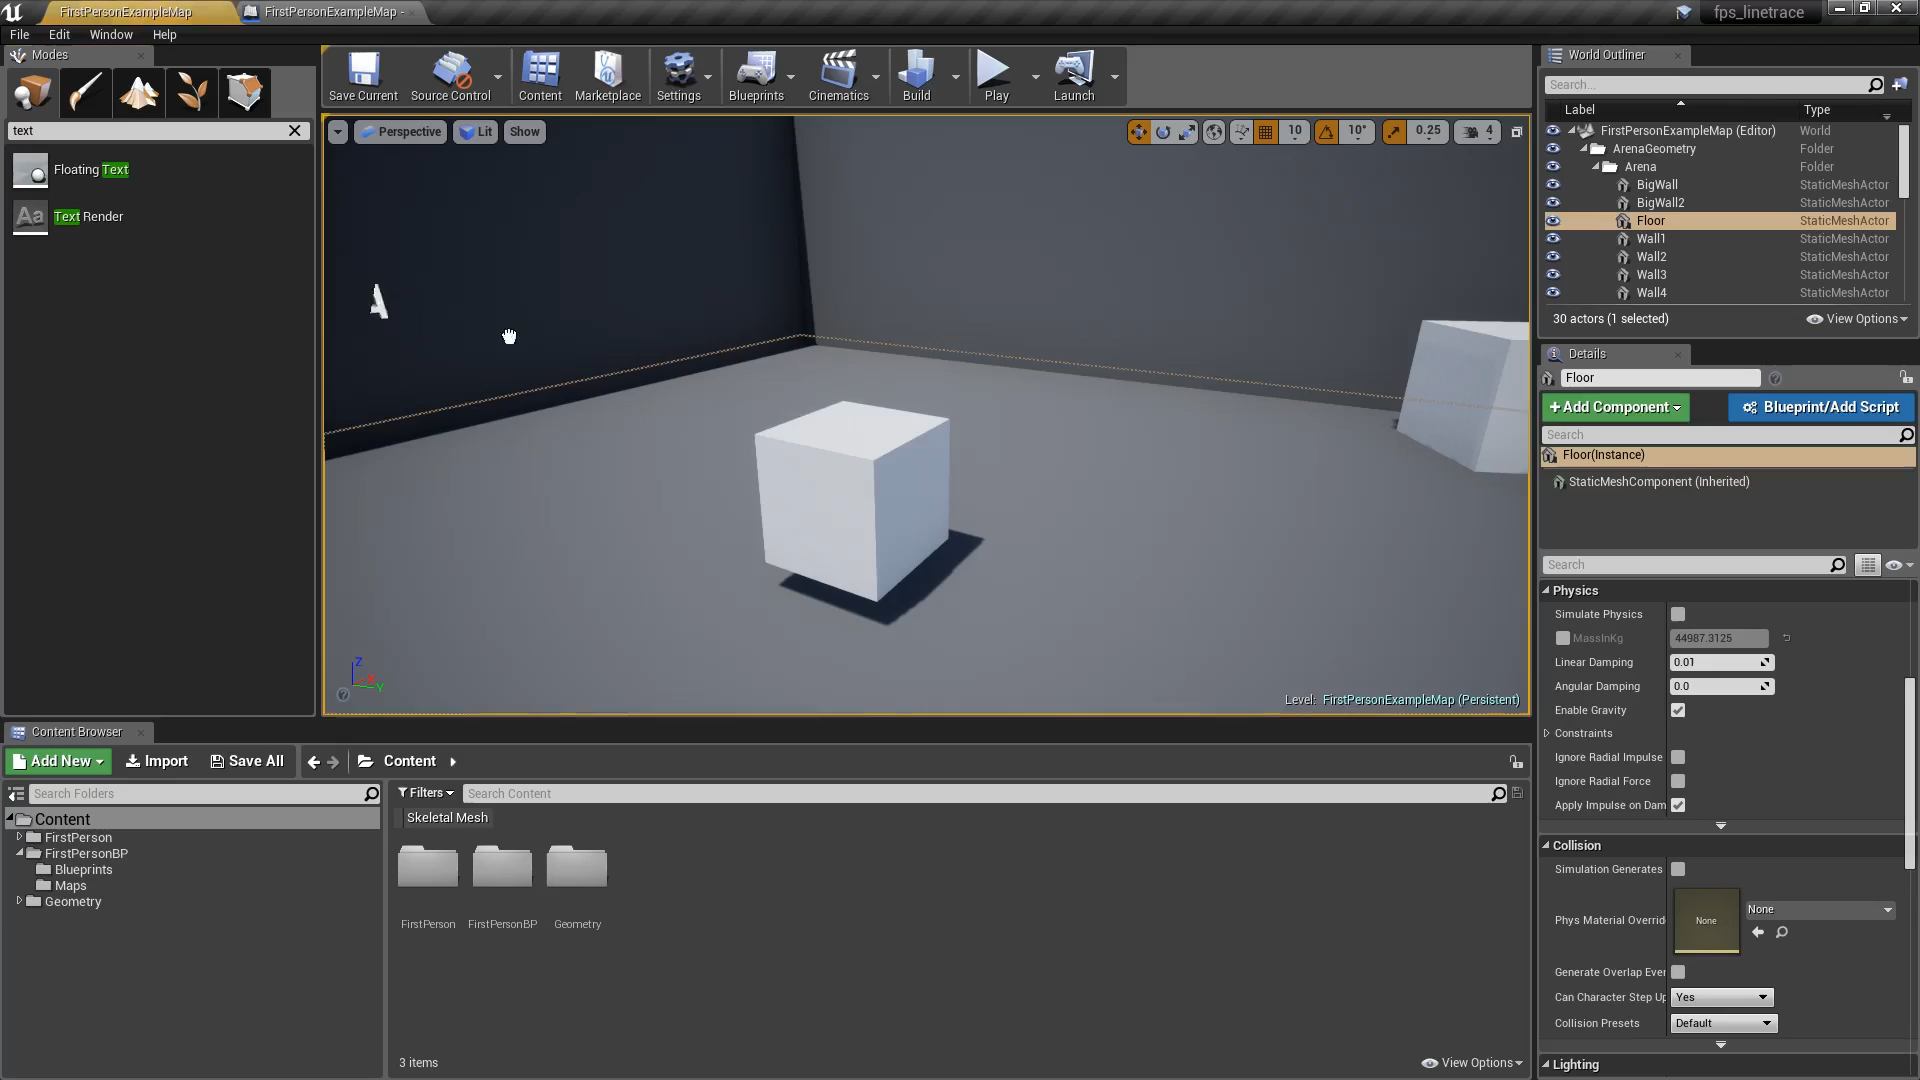 FirstPersonExampleMap
FirstPersonExampleMap -
fps_linetrace
File Edit Window Help
Modes
text
Floating Text
Aa Text Render
Save Current
Source Control
Content
Marketplace
Settings
Blueprints
Cinematics
Build
Play
Launch
Perspective
Lit
Show
10
10°
0.25
4
A
Z
X
Y
Level: FirstPersonExampleMap (Persistent)
World Outliner
Search...
Label Type
FirstPersonExampleMap (Editor) World
ArenaGeometry Folder
Arena Folder
BigWall StaticMeshActor
BigWall2 StaticMeshActor
Floor StaticMeshActor
Wall1 StaticMeshActor
Wall2 StaticMeshActor
Wall3 StaticMeshActor
Wall4 StaticMeshActor
30 actors (1 selected) View Options
Details
Floor
+Add Component Blueprint/Add Script
Search
Floor(Instance)
StaticMeshComponent (Inherited)
Search
Physics
Simulate Physics
MassInKg 44987.3125
Linear Damping 0.01
Angular Damping 0.0
Enable Gravity
Constraints
Ignore Radial Impulse
Ignore Radial Force
Apply Impulse on Dam
Collision
Simulation Generates
Phys Material Overrid None None
Generate Overlap Ever
Can Character Step Up Yes
Collision Presets Default
Lighting
Content Browser
Add New Import Save All Content
Search Folders
Filters Search Content
Skeletal Mesh
Content
FirstPerson
FirstPersonBP
Blueprints
Maps
Geometry
FirstPerson FirstPersonBP Geometry
3 items View Options